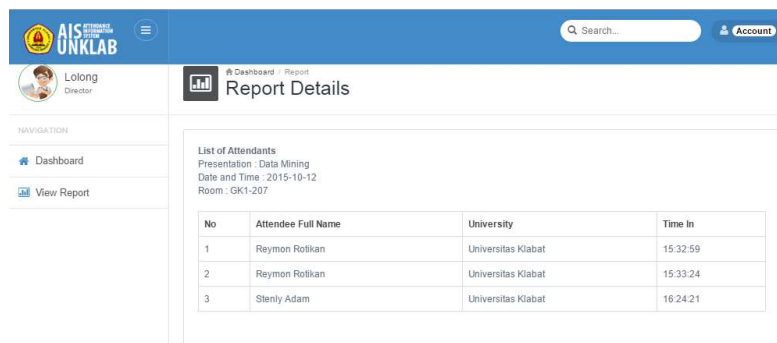 AIS ATTENDANCE INFORMATION SYSTEM
UNKLAB
Search...
Account
Lolong
Director
Dashboard / Report
Report Details
NAVIGATION
Dashboard
View Report
List of Attendants
Presentation : Data Mining
Date and Time : 2015-10-12
Room : GK1-207
No Attendee Full Name University Time In
1 Reymon Rotikan Universitas Klabat 15:32:59
2 Reymon Rotikan Universitas Klabat 15:33:24
3 Stenly Adam Universitas Klabat 16:24:21